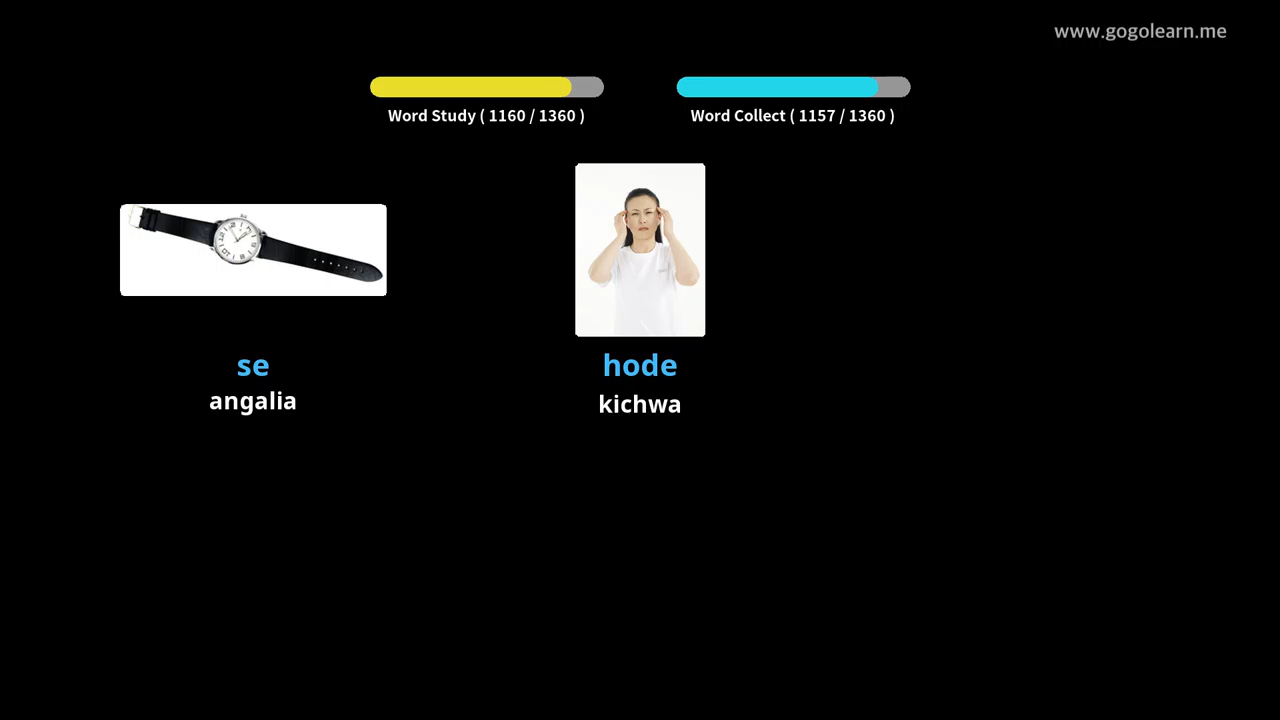 www.gogolearn.me
Word Study ( 1160 / 1360 )
Word Collect ( 1157 / 1360 )
se
angalia
hode
kichwa